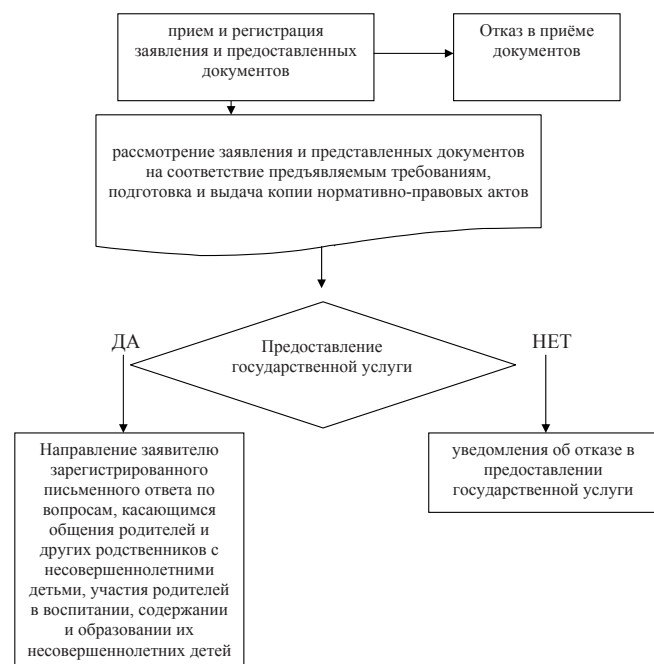 прием и регистрация
заявления и предоставленных
документов
Отказ в приёме
документов
рассмотрение заявления и представленных документов
на соответствие предъявляемым требованиям,
подготовка и выдача копии нормативно-правовых актов
Предоставление
государственной услуги
ДА
НЕТ
Направление заявителю
зарегистрированного
письменного ответа по
вопросам, касающимся
общения родителей и
других родственников с
несовершеннолетними
детьми, участия родителей
в воспитании, содержании
и образовании их
несовершеннолетних детей
уведомления об отказе в
предоставлении
государственной услуги